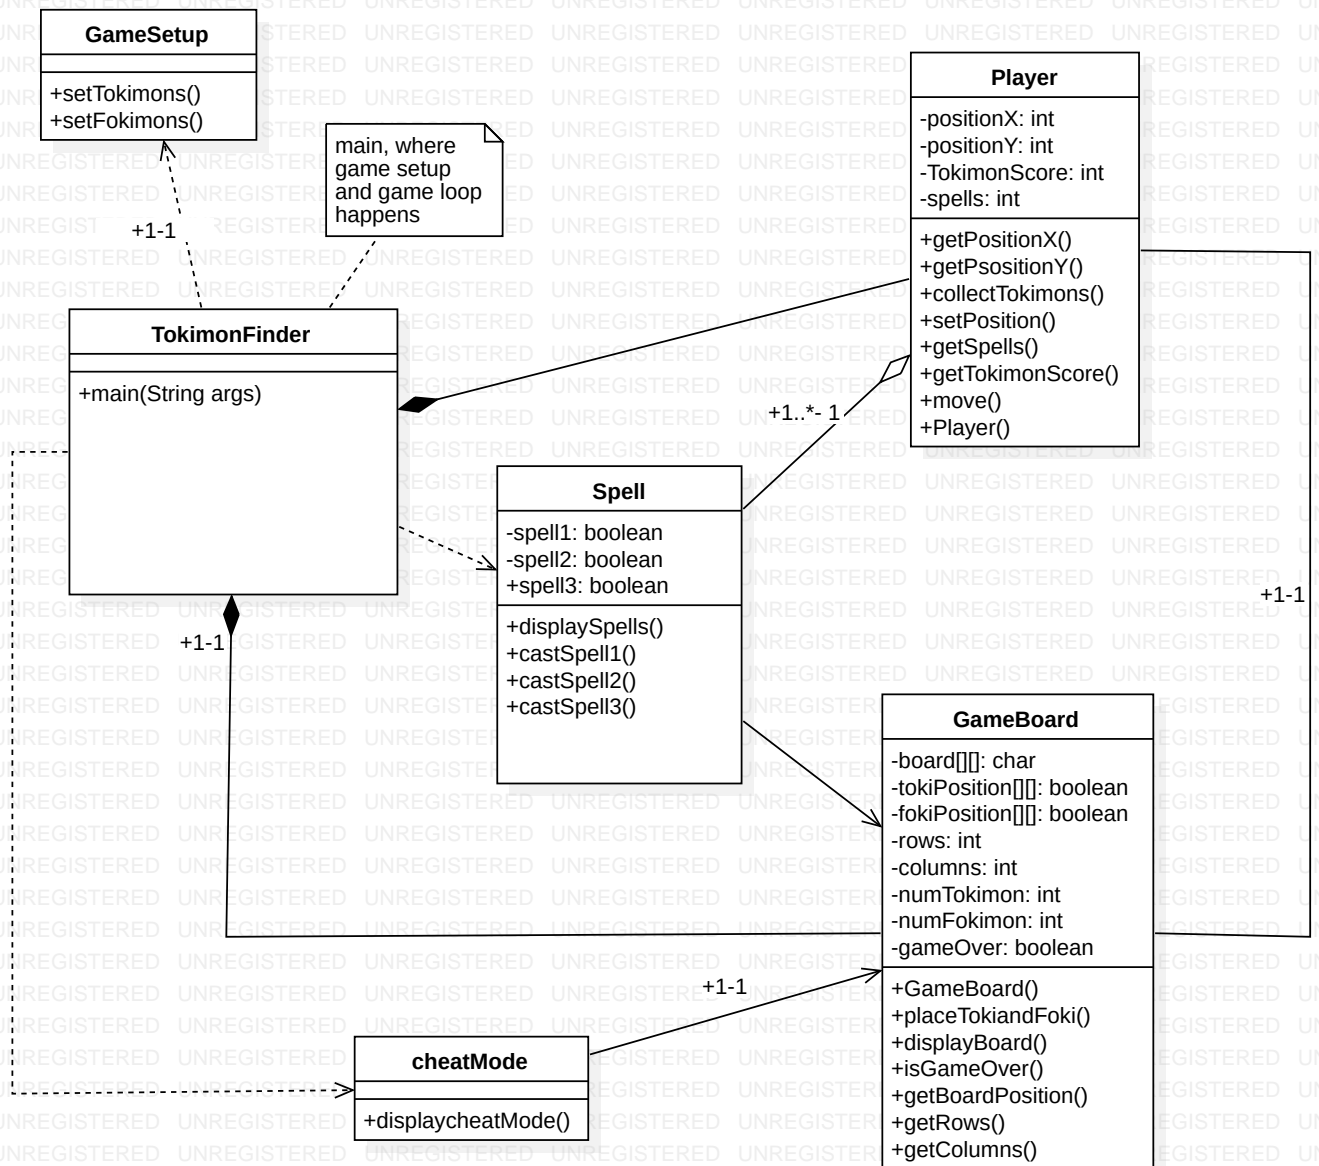 GameSetup
+setTokimons()
+setFokimons()
main, where
game setup
and game loop
happens
+1-1
TokimonFinder
+main(String args)
Player
-positionX: int
-positionY: int
-TokimonScore: int
-spells: int
+getPositionX()
+getPsositionY()
+collectTokimons()
+setPosition()
+getSpells()
+getTokimonScore()
+move()
+Player()
+1..*- 1
Spell
-spell1: boolean
-spell2: boolean
+spell3: boolean
+displaySpells()
+castSpell1()
+castSpell2()
+castSpell3()
+1-1
+1-1
GameBoard
-board[][]: char
-tokiPosition[][]: boolean
-fokiPosition[][]: boolean
-rows: int
-columns: int
-numTokimon: int
-numFokimon: int
-gameOver: boolean
+GameBoard()
+placeTokiandFoki()
+displayBoard()
+isGameOver()
+getBoardPosition()
+getRows()
+getColumns()
+1-1
cheatMode
+displaycheatMode()
UNREGISTERED